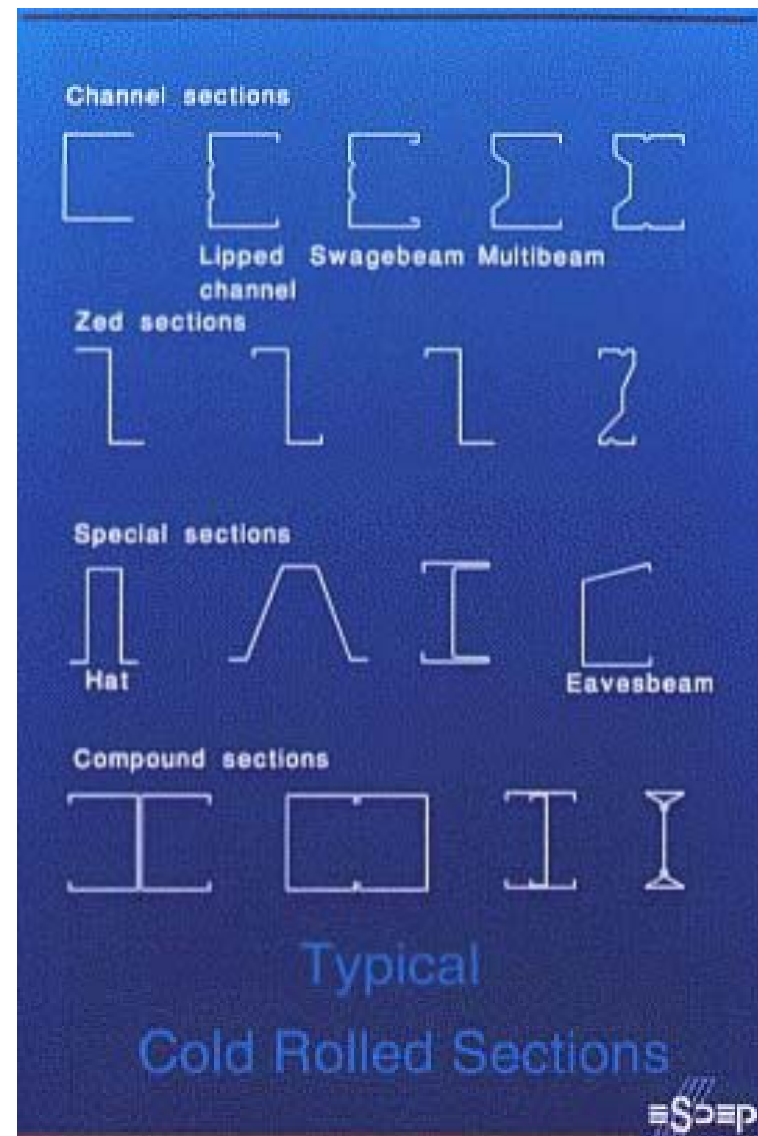 Channel sections
Lipped Swagebeam Multibeam
channel
Zed sections
Special sections
Hat Eavesbeam
Compound sections
Typical
Cold Rolled Sections
ESDEP